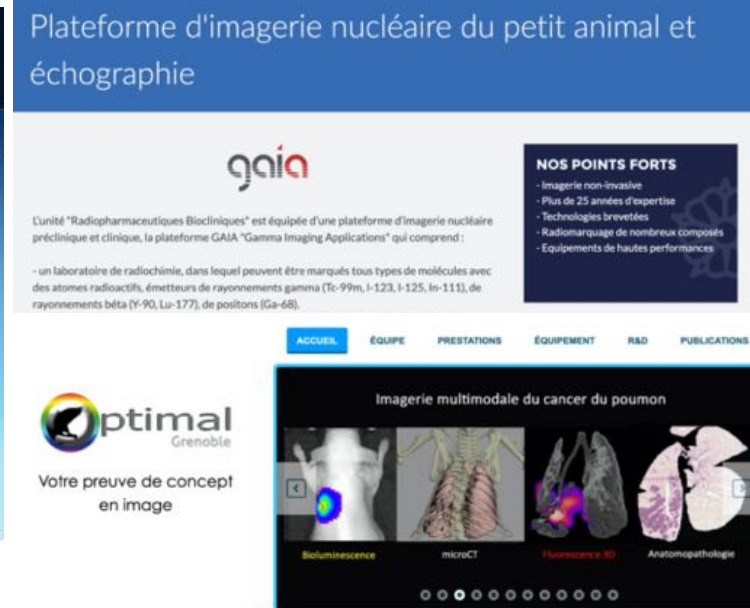 Plateforme d'imagerie nucléaire du petit animal et
échographie
gaia
L'unité "Radiopharmaceutiques Biocliniques" est équipée d'une plateforme d'imagerie nucléaire
préclinique et clinique, la plateforme GAIA "Gamma Imaging Applications" qui comprend :
- un laboratoire de radiochimie, dans lequel peuvent être marqués tous types de molécules avec
des atomes radioactifs, émetteurs de rayonnements gamma (Tc-99m, I-123, I-125, In-111), de
rayonnements béta (Y-90, Lu-177), de positons (Ga-68).
NOS POINTS FORTS
- Imagerie non-invasive
- Plus de 25 années d'expertise
- Technologies brevetées
- Radiomarquage de nombreux composés
- Equipements de hautes performances
ACCUEIL ÉQUIPE PRESTATIONS ÉQUIPEMENT R&D PUBLICATIONS
Optimal
Grenoble
Votre preuve de concept
en image
Imagerie multimodale du cancer du poumon
Bioluminescence microCT Fluorescence 3D Anatomopathologie